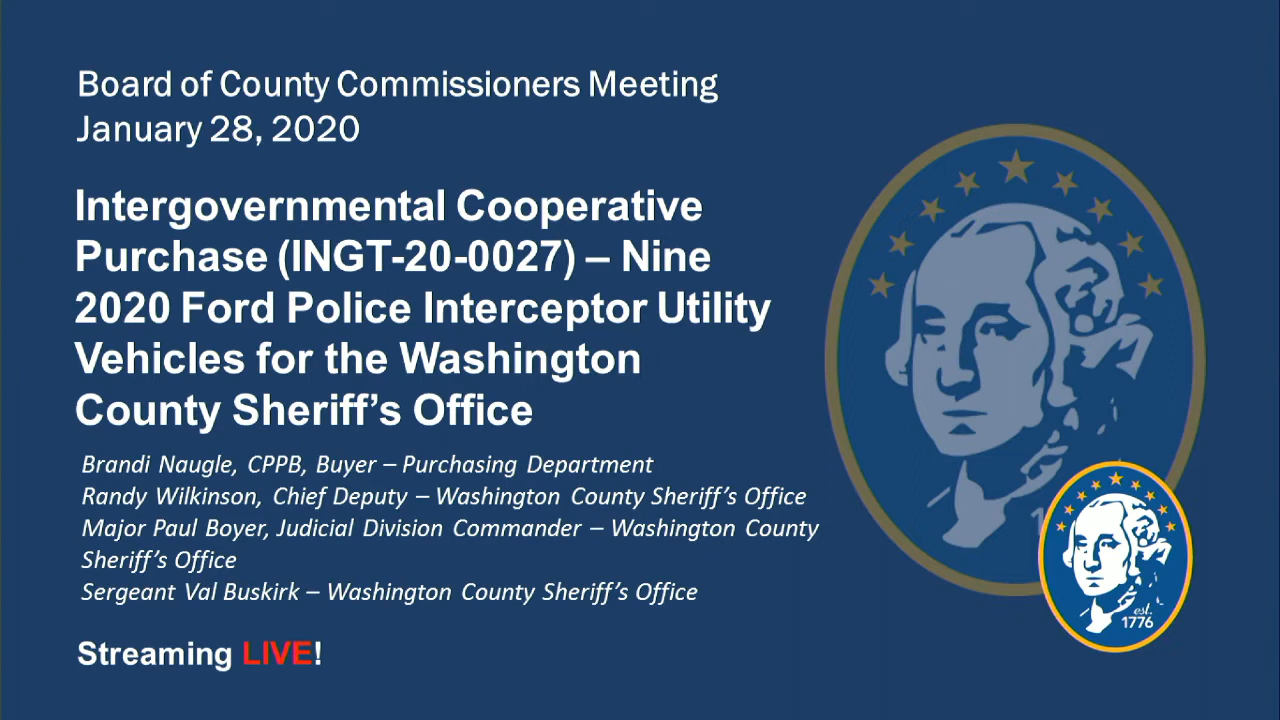 Board of County Commissioners Meeting
January 28, 2020
Intergovernmental Cooperative
Purchase (INGT-20-0027) – Nine
2020 Ford Police Interceptor Utility
Vehicles for the Washington
County Sheriff’s Office
Brandi Naugle, CPPB, Buyer – Purchasing Department
Randy Wilkinson, Chief Deputy – Washington County Sheriff’s Office
Major Paul Boyer, Judicial Division Commander – Washington County
Sheriff’s Office
Sergeant Val Buskirk – Washington County Sheriff’s Office
est.
1776
Streaming LIVE!